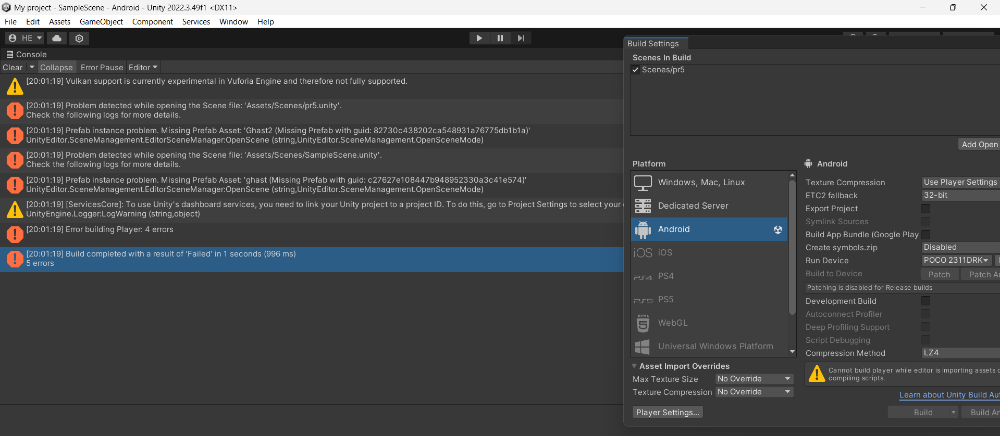 My project - SampleScene - Android - Unity 2022.3.49f1 <DX11>
File Edit Assets GameObject Component Services Window Help
HE
Console
Clear Collapse Error Pause Editor
[20:01:19] Vulkan support is currently experimental in Vuforia Engine and therefore not fully supported.
[20:01:19] Problem detected while opening the Scene file: 'Assets/Scenes/pr5.unity'.
Check the following logs for more details.
[20:01:19] Prefab instance problem. Missing Prefab Asset: 'Ghast2 (Missing Prefab with guid: 82730c438202ca548931a76775db1b1a)'
UnityEditor.SceneManagement.EditorSceneManager:OpenScene (string,UnityEditor.SceneManagement.OpenSceneMode)
[20:01:19] Problem detected while opening the Scene file: 'Assets/Scenes/SampleScene.unity'.
Check the following logs for more details.
[20:01:19] Prefab instance problem. Missing Prefab Asset: 'ghast (Missing Prefab with guid: c27627e108447b948952330a3c41e574)'
UnityEditor.SceneManagement.EditorSceneManager:OpenScene (string,UnityEditor.SceneManagement.OpenSceneMode)
[20:01:19] [ServicesCore]: To use Unity's dashboard services, you need to link your Unity project to a project ID. To do this, go to Project Settings to select your
UnityEngine.Logger:LogWarning (string,object)
[20:01:19] Error building Player: 4 errors
[20:01:19] Build completed with a result of 'Failed' in 1 seconds (996 ms)
5 errors
Build Settings
Scenes In Build
Scenes/pr5
Add Open
Platform
Windows, Mac, Linux
Dedicated Server
Android
iOS iOS
PS4 PS4
PS5 PS5
HTML 5 WebGL
Universal Windows Platform
Android
Texture Compression Use Player Settings
ETC2 fallback 32-bit
Export Project
Symlink Sources
Build App Bundle (Google Play
Create symbols.zip Disabled
Run Device POCO 2311DRK
Build to Device Patch Patch
Patching is disabled for Release builds
Development Build
Autoconnect Profiler
Deep Profiling Support
Script Debugging
Compression Method LZ4
Cannot build player while editor is importing assets
compiling scripts.
Learn about Unity Build
Asset Import Overrides
Max Texture Size No Override
Texture Compression No Override
Player Settings...
Build Build